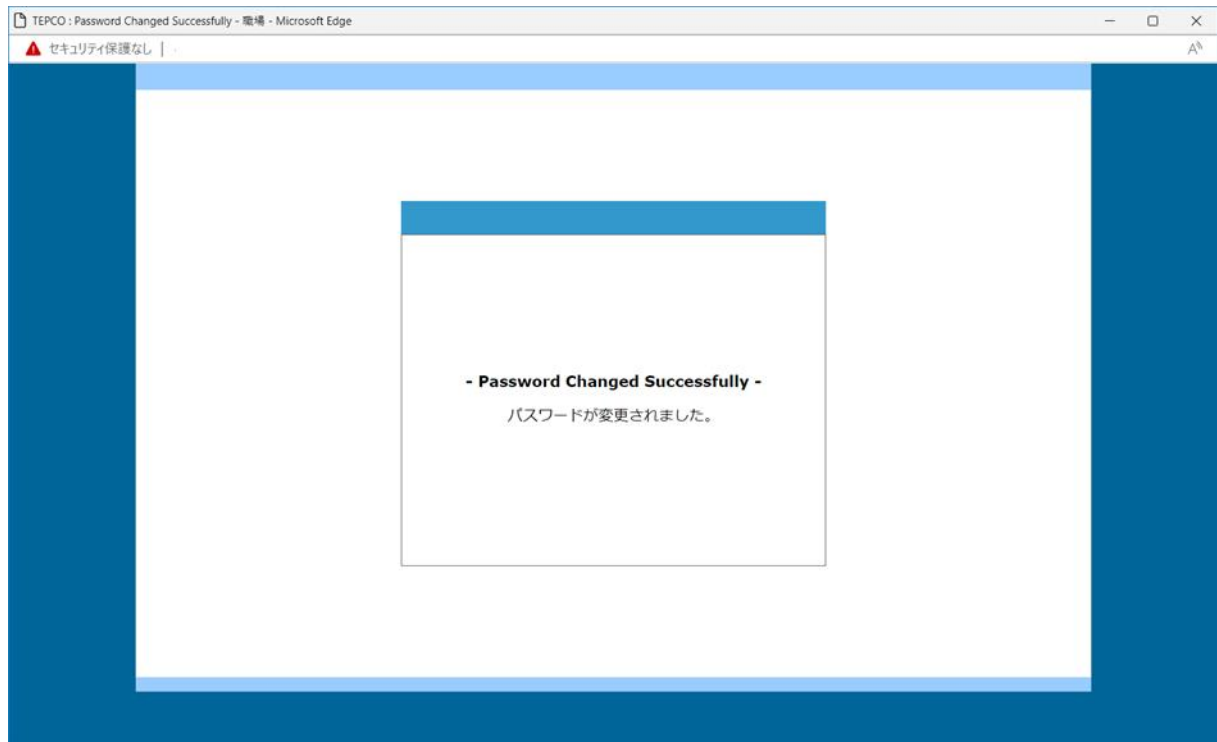 TEPCO : Password Changed Successfully - 職場 - Microsoft Edge
セキュリティ保護なし
- Password Changed Successfully -
パスワードが変更されました。